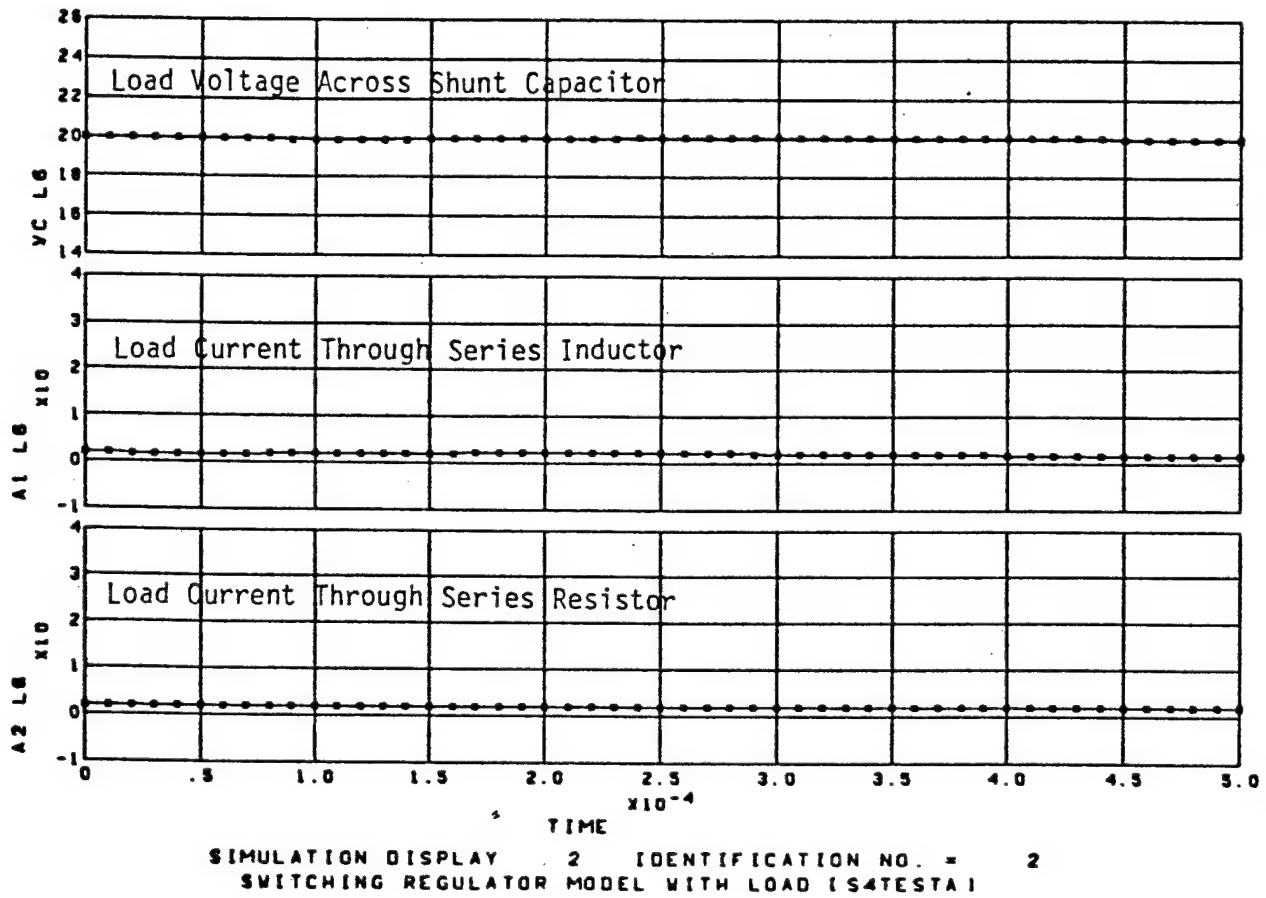 26
24
Load Voltage Across Shunt Capacitor
22
20
18
16
14
VC L6
4
3
Load Current Through Series Inductor
2
1
0
-1
A1 L6 X10
4
3
Load Current Through Series Resistor
2
1
0
-1
A2 L6 X10
0 .5 1.0 1.5 2.0 2.5 3.0 3.5 4.0 4.5 5.0
X10-4
TIME
SIMULATION DISPLAY 2 IDENTIFICATION NO. = 2
SWITCHING REGULATOR MODEL WITH LOAD [S4TESTA]